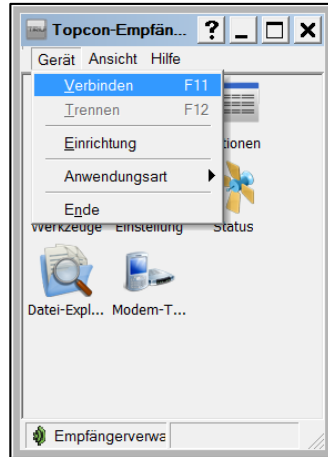 Topcon-Empfän...
Gerät Ansicht Hilfe
Verbinden F11
Trennen F12
Einrichtung
Anwendungsart
Ende
tionen
Werkzeuge Einstellung Status
Datei-Expl... Modem-T...
Empfängerverwa